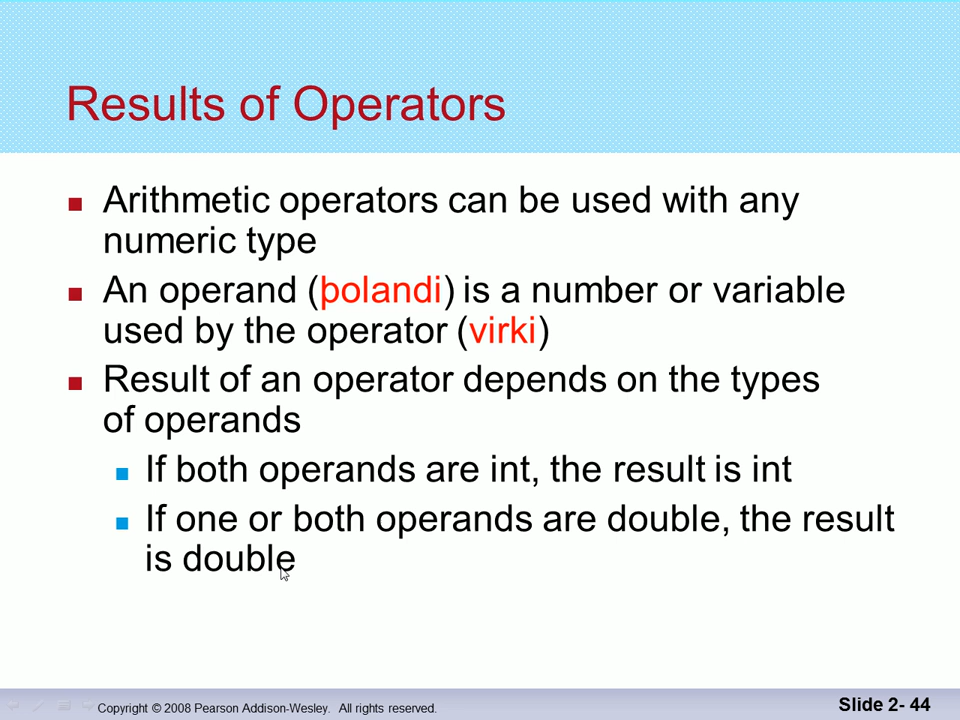 Results of Operators
Arithmetic operators can be used with any
numeric type
An operand (þolandi) is a number or variable
used by the operator (virki)
Result of an operator depends on the types
of operands
If both operands are int, the result is int
If one or both operands are double, the result
is double
Copyright © 2008 Pearson Addison-Wesley. All rights reserved.
Slide 2- 44